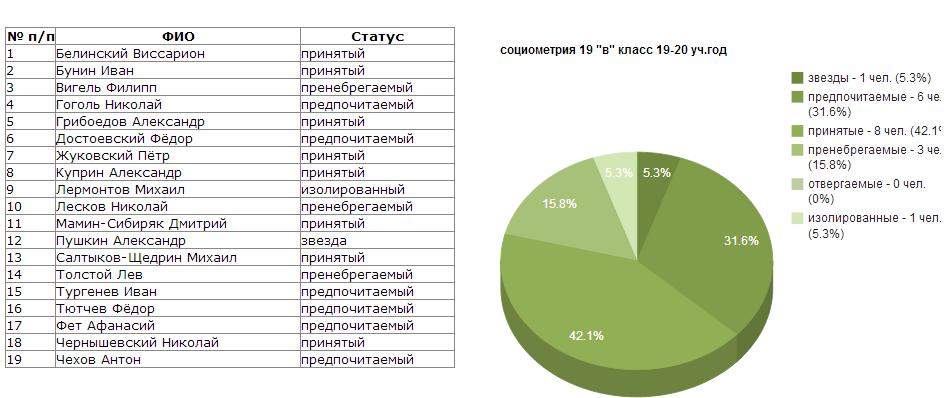 № п/п ФИО Статус
1 Белинский Виссарион принятый
2 Бунин Иван принятый
3 Вигель Филипп пренебрегаемый
4 Гоголь Николай предпочитаемый
5 Грибоедов Александр принятый
6 Достоевский Фёдор предпочитаемый
7 Жуковский Пётр принятый
8 Куприн Александр принятый
9 Лермонтов Михаил изолированный
10 Лесков Николай пренебрегаемый
11 Мамин-Сибиряк Дмитрий принятый
12 Пушкин Александр звезда
13 Салтыков-Щедрин Михаил принятый
14 Толстой Лев пренебрегаемый
15 Тургенев Иван предпочитаемый
16 Тютчев Фёдор предпочитаемый
17 Фет Афанасий предпочитаемый
18 Чернышевский Николай принятый
19 Чехов Антон предпочитаемый
социометрия 19 "в" класс 19-20 уч.год
звезды - 1 чел. (5.3%)
предпочитаемые - 6 чел
(31.6%)
принятые - 8 чел. (42.1%
пренебрегаемые - 3 чел
(15.8%)
отвергаемые - 0 чел.
(0%)
изолированные - 1 чел.
(5.3%)
5.3% 5.3%
15.8%
31.6%
42.1%